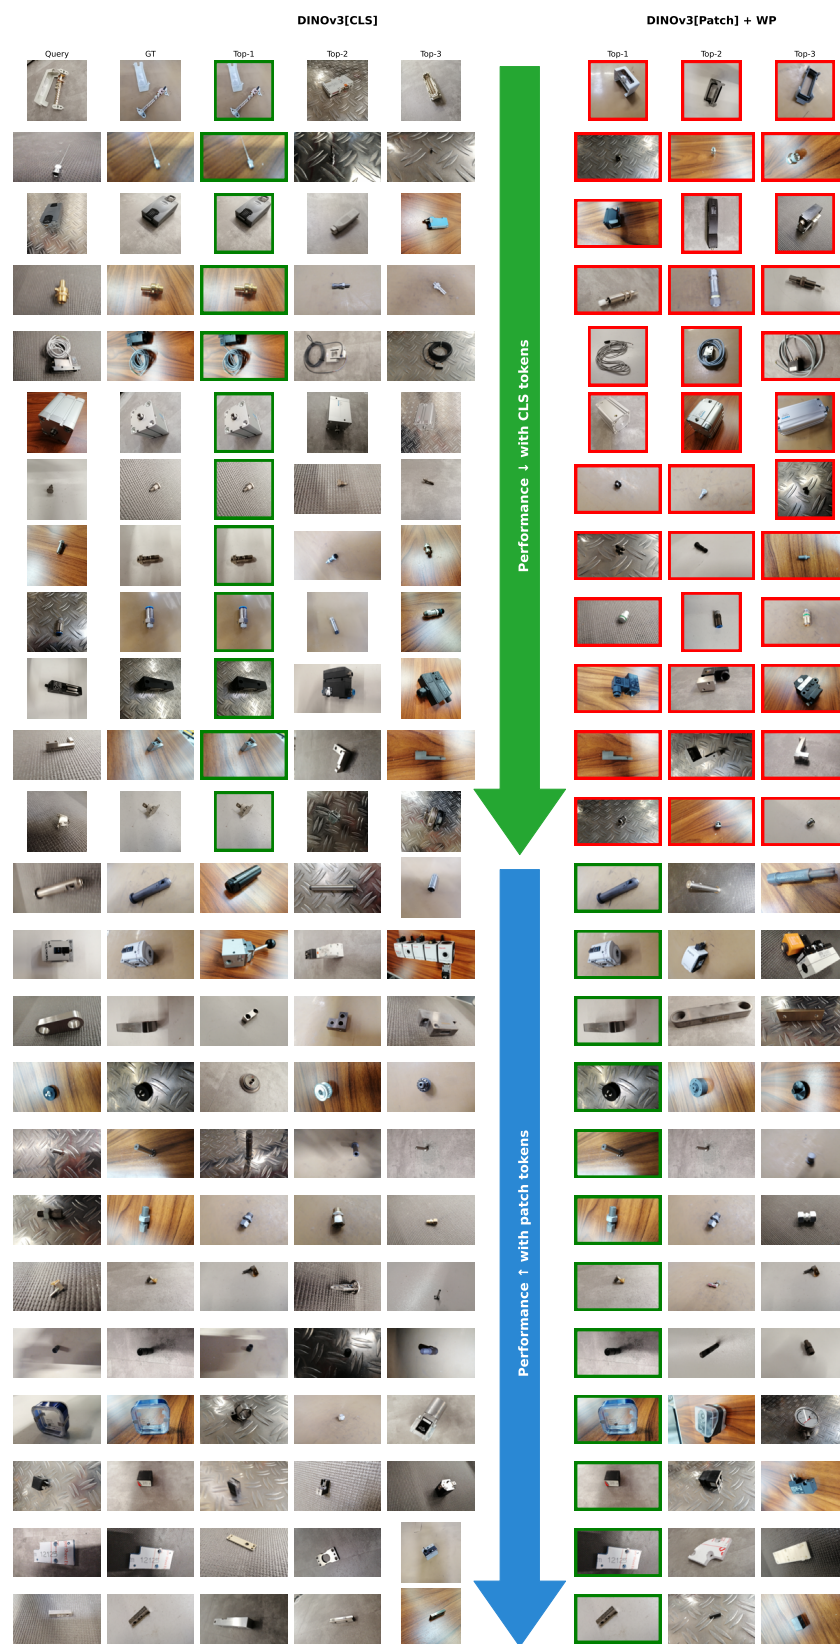 DINOv3[CLS]
DINOv3[Patch] + WP
Query
GT
Top-1
Top-2
Top-3
Top-1
Top-2
Top-3
Performance ↓ with CLS tokens
Performance ↑ with patch tokens